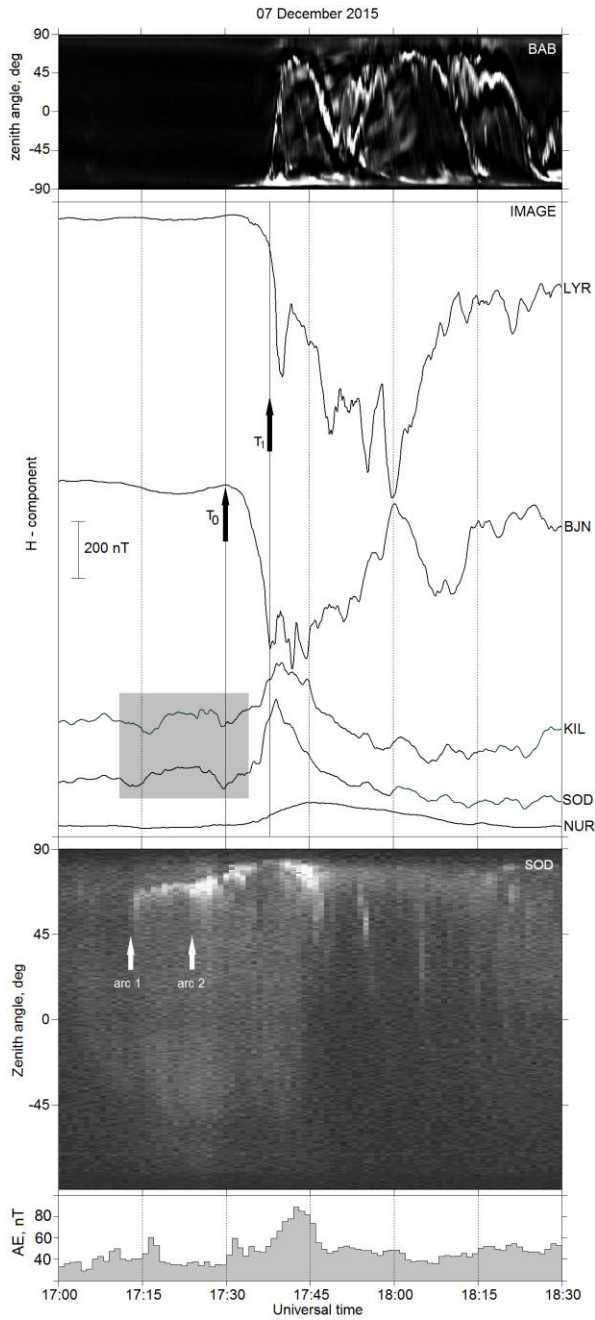 07 December 2015
90
45
0
-45
-90
zenith angle, deg
BAB
IMAGE
LYR
T1
BJN
T0
H - component
200 nT
KIL
SOD
NUR
90
45
0
-45
Zenith angle, deg
SOD
arc 1
arc 2
80
60
40
AE, nT
17:00 17:15 17:30 17:45 18:00 18:15 18:30
Universal time